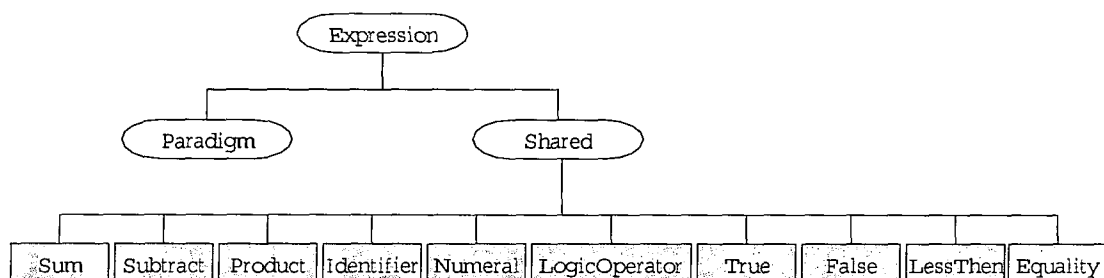 Expression
Paradigm Shared
Sum Subtract Product Identifier Numeral LogicOperator True False LessThen Equality